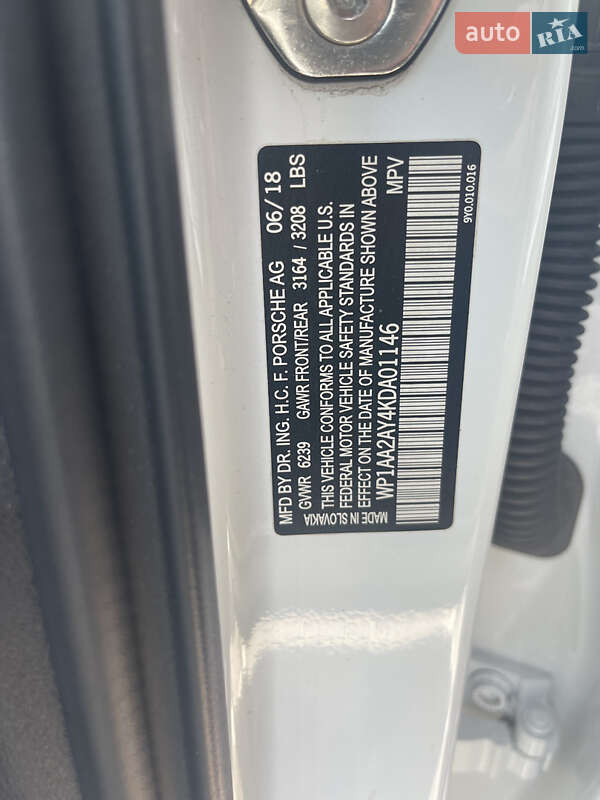 auto RIA.com
MFD BY DR. ING. H.C. F. PORSCHE AG 06/18
GVWR 6239 GAWR FRONT/REAR 3164 / 3208 LBS
THIS VEHICLE CONFORMS TO ALL APPLICABLE U.S.
FEDERAL MOTOR VEHICLE SAFETY STANDARDS IN
EFFECT ON THE DATE OF MANUFACTURE SHOWN ABOVE
WP1AA2AY4KDA01146 MPV
MADE IN SLOVAKIA
9Y0.010.016